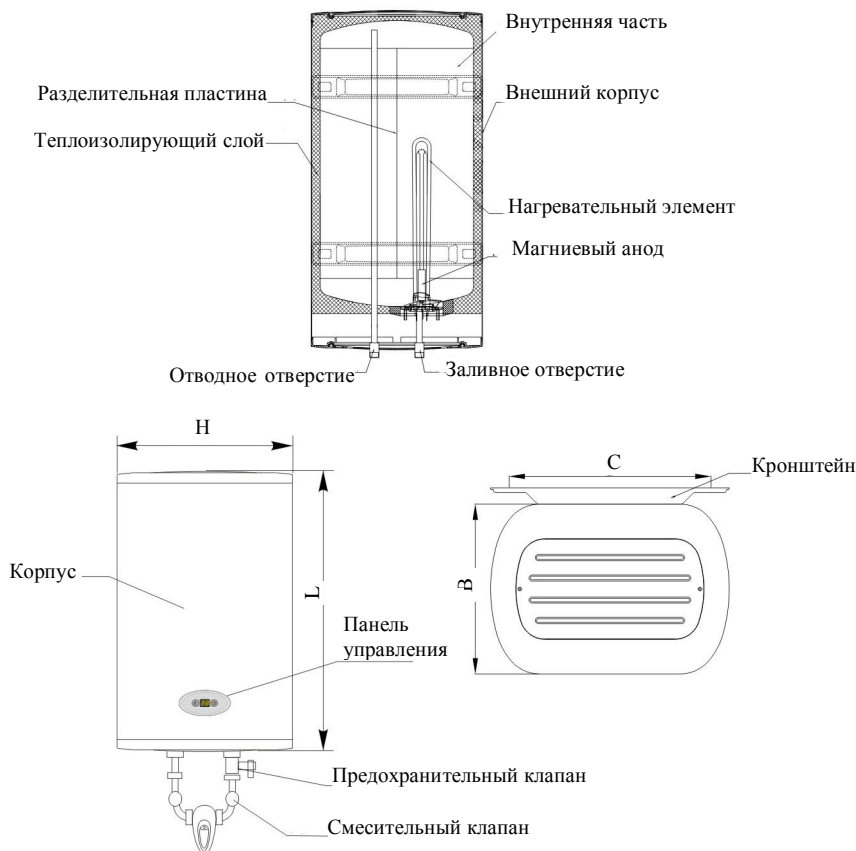 Внутренняя часть
Разделительная пластина
Внешний корпус
Теплоизолирующий слой
Нагревательный элемент
Магниевый анод
Отводное отверстие
Заливное отверстие
H
C
Кронштейн
Корпус
L
B
Панель
управления
Предохранительный клапан
Смесительный клапан